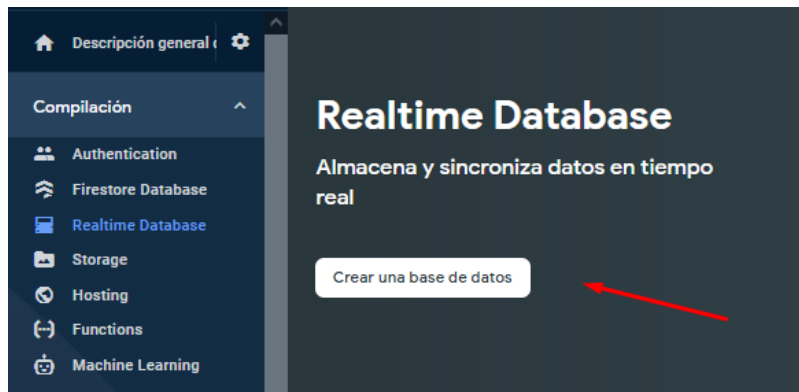 Descripción general
Compilación
Authentication
Firestore Database
Realtime Database
Storage
Hosting
Functions
Machine Learning
Realtime Database
Almacena y sincroniza datos en tiempo
real
Crear una base de datos